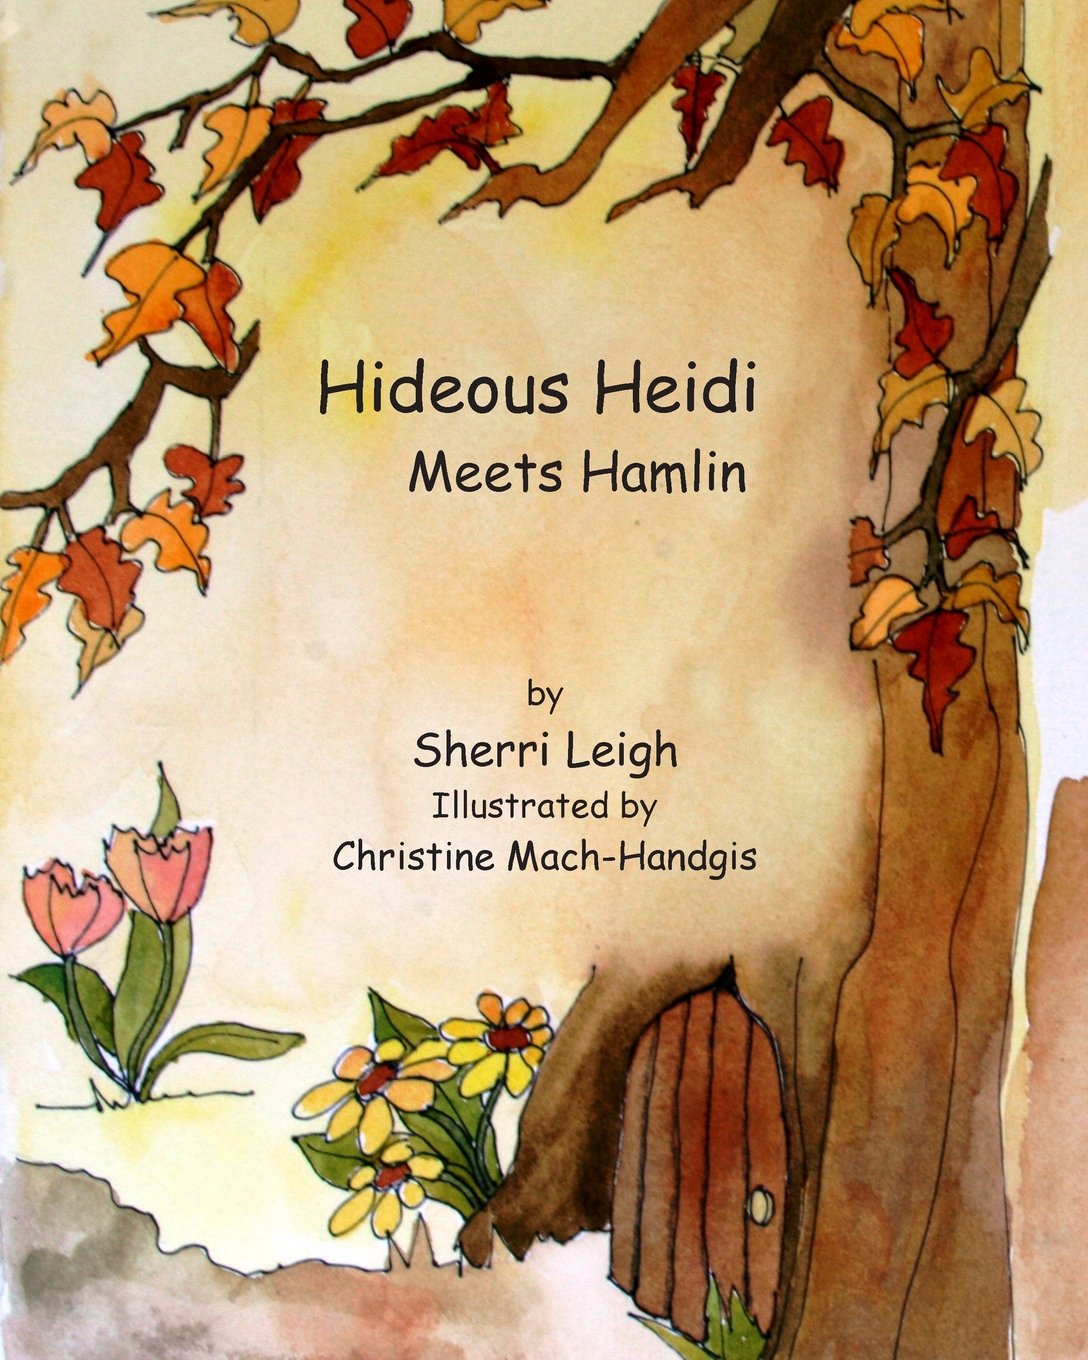 Hideous Heidi
Meets Hamlin
by
Sherri Leigh
Illustrated by
Christine Mach-Handgis